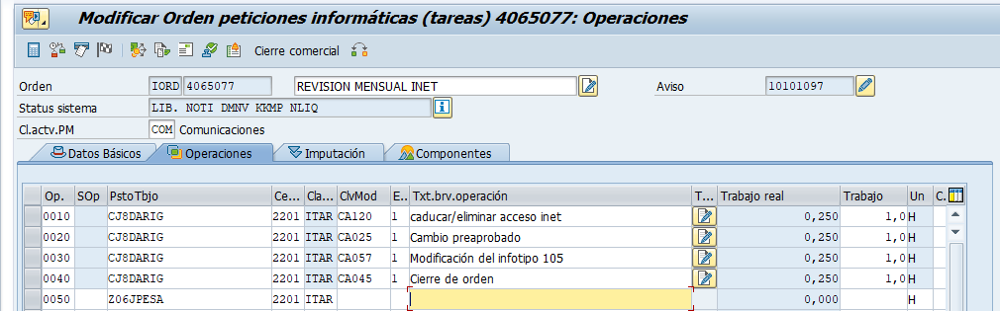 Modificar Orden peticiones informáticas (tareas) 4065077: Operaciones
Cierre comercial
Orden IORD 4065077 REVISION MENSUAL INET Aviso 10101097
Status sistema LIB. NOTI DMNV KKMP NLIQ
Cl.actv.PM COM Comunicaciones
Datos Básicos Operaciones Imputación Componentes
Op. SOp PstoTbjo Ce... Cla... ClvMod E.. Txt.brv.operación T... Trabajo real Trabajo Un C.
0010 CJ8DARIG 2201 ITAR CA120 1 caducar/eliminar acceso inet 0,250 1,0 H
0020 CJ8DARIG 2201 ITAR CA025 1 Cambio preaprobado 0,250 1,0 H
0030 CJ8DARIG 2201 ITAR CA057 1 Modificación del infotipo 105 0,250 1,0 H
0040 CJ8DARIG 2201 ITAR CA045 1 Cierre de orden 0,250 1,0 H
0050 Z06JPESA 2201 ITAR 0,000 H